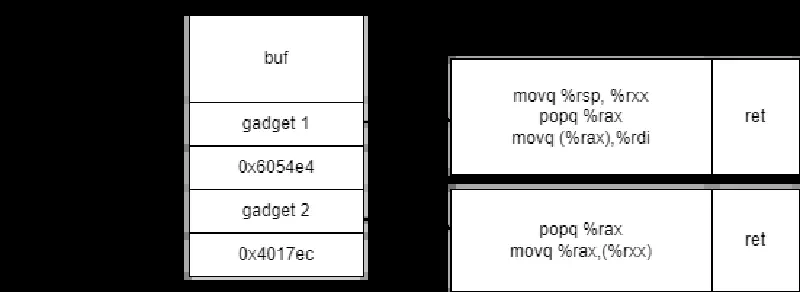 buf
gadget 1
0x6054e4
gadget 2
0x4017ec
movq %rsp, %rxx
popq %rax
movq (%rax),%rdi
ret
popq %rax
movq %rax,(%rxx)
ret